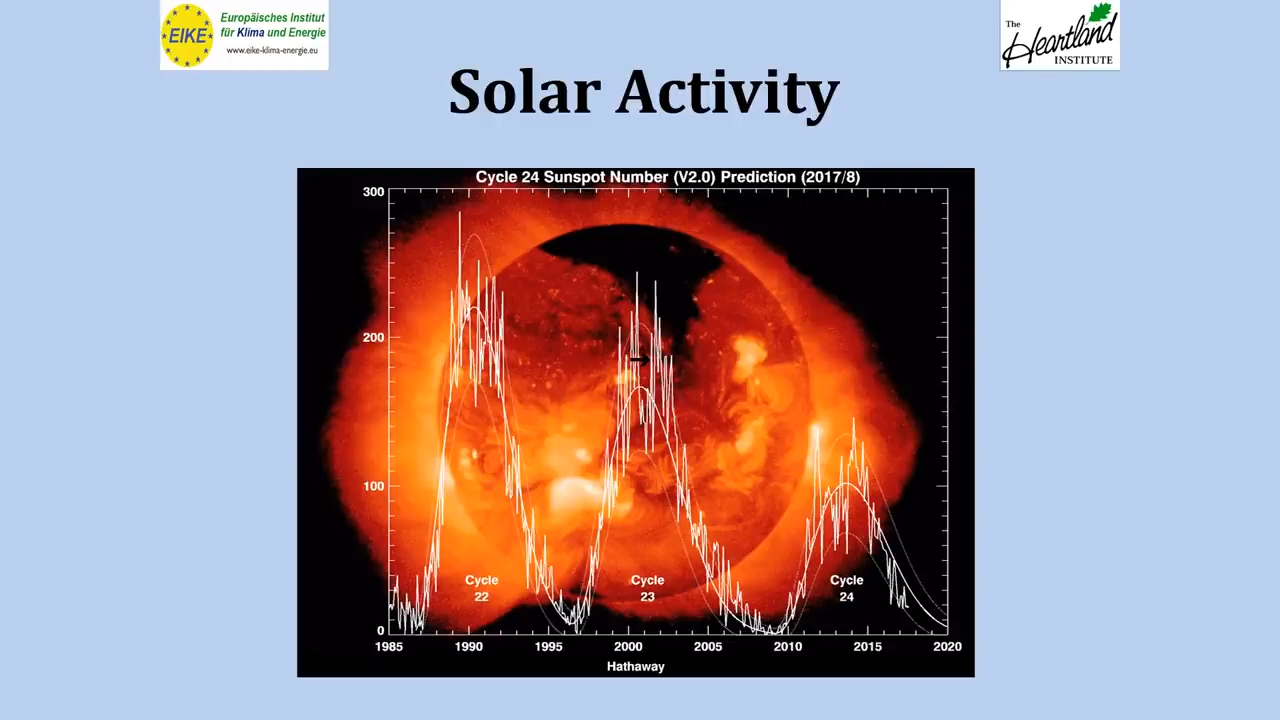 EIKE
Europäisches Institut
für Klima und Energie
www.eike-klima-energie.eu
The
Heartland
INSTITUTE
Solar Activity
Cycle 24 Sunspot Number (V2.0) Prediction (2017/8)
300
200
100
0
Cycle
22
Cycle
23
Cycle
24
1985 1990 1995 2000 2005 2010 2015 2020
Hathaway